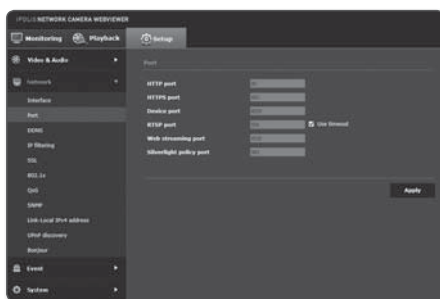 iPOLiS NETWORK CAMERA WEBVIEWER
Monitoring
Playback
Setup
Video & Audio
Network
Interface
Port
DDNS
IP filtering
SSL
802.1x
QoS
SNMP
Link-Local IPv4 address
UPnP discovery
Bonjour
Event
System
Port
HTTP port
HTTPS port
Device port
RTSP port
Use timeout
Web streaming port
Silverlight policy port
Apply